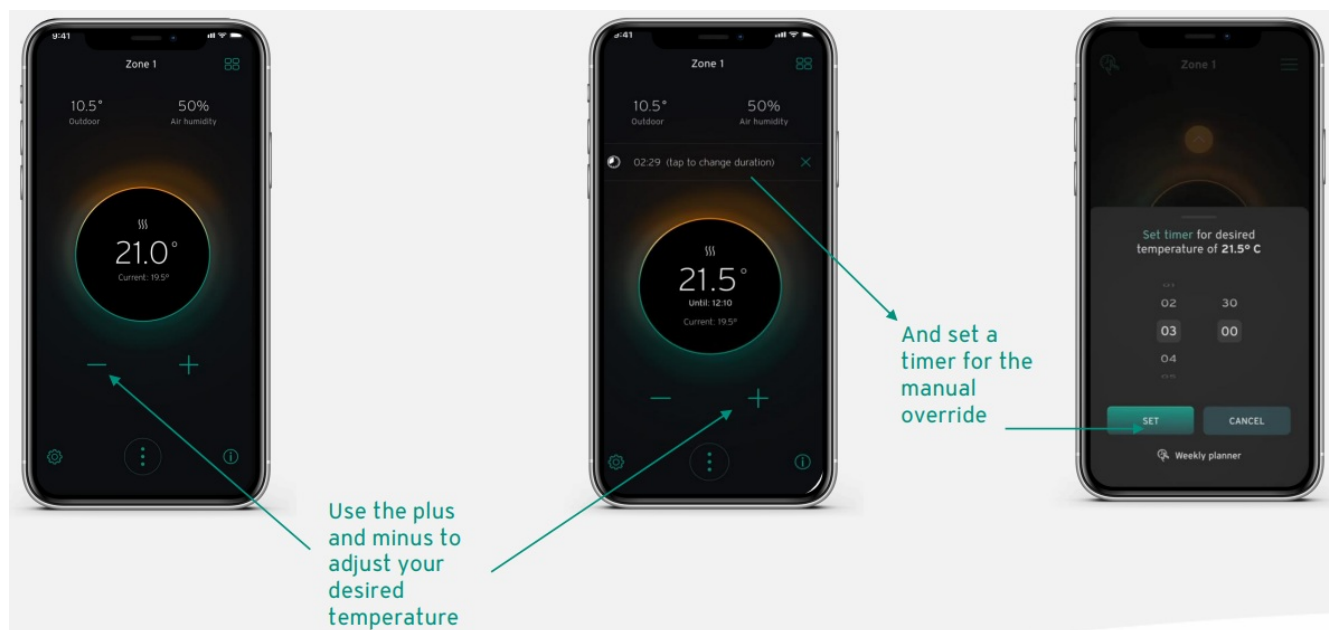 9:41
Zone 1
10.5°
Outdoor
50%
Air humidity
21.0°
Current: 19.5°
Use the plus
and minus to
adjust your
desired
temperature
9:41
Zone 1
10.5°
Outdoor
50%
Air humidity
02:29 (tap to change duration)
21.5°
Until: 12:10
Current: 19.5°
And set a
timer for the
manual
override
Zone 1
Set timer for desired
temperature of 21.5° C
02 30
03 00
04
SET
CANCEL
Weekly planner